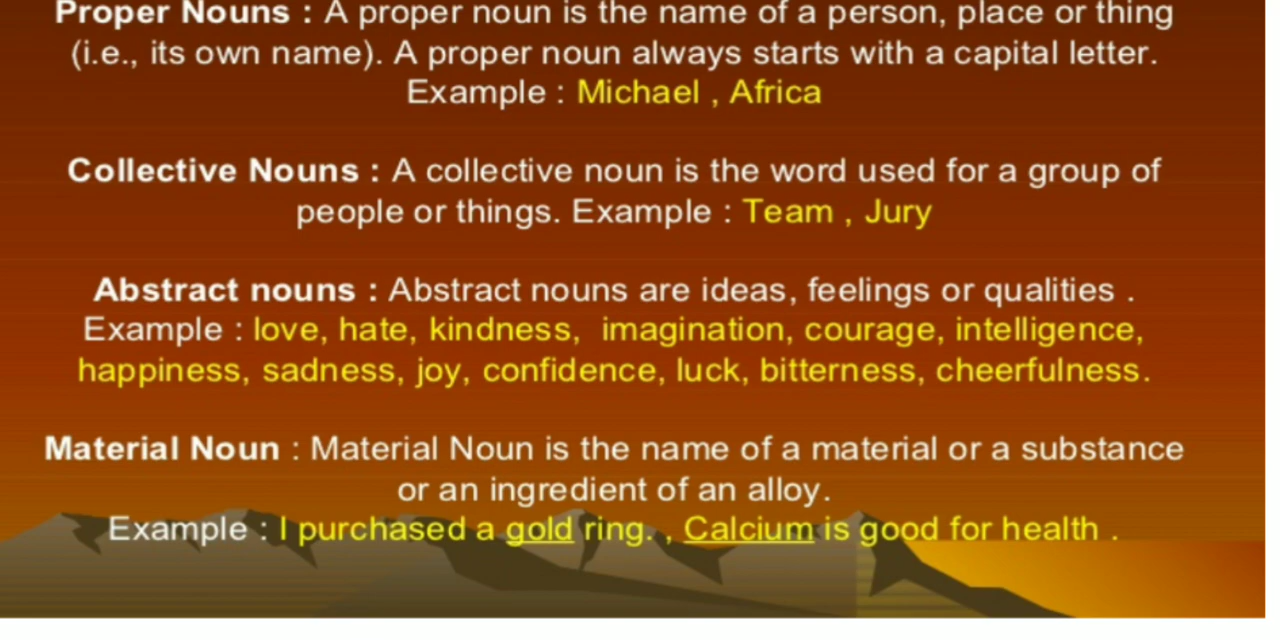 Proper Nouns : A proper noun is the name of a person, place or thing
(i.e., its own name). A proper noun always starts with a capital letter.
Example : Michael , Africa
Collective Nouns : A collective noun is the word used for a group of
people or things. Example : Team , Jury
Abstract nouns : Abstract nouns are ideas, feelings or qualities .
Example : love, hate, kindness, imagination, courage, intelligence,
happiness, sadness, joy, confidence, luck, bitterness, cheerfulness.
Material Noun : Material Noun is the name of a material or a substance
or an ingredient of an alloy.
Example : I purchased a gold ring. , Calcium is good for health .